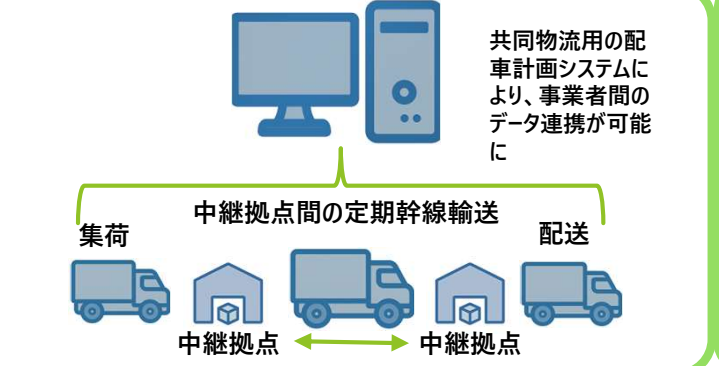 共同物流用の配
車計画システムに
より、事業者間の
データ連携が可能
に
中継拠点間の定期幹線輸送
集荷
配送
中継拠点
中継拠点